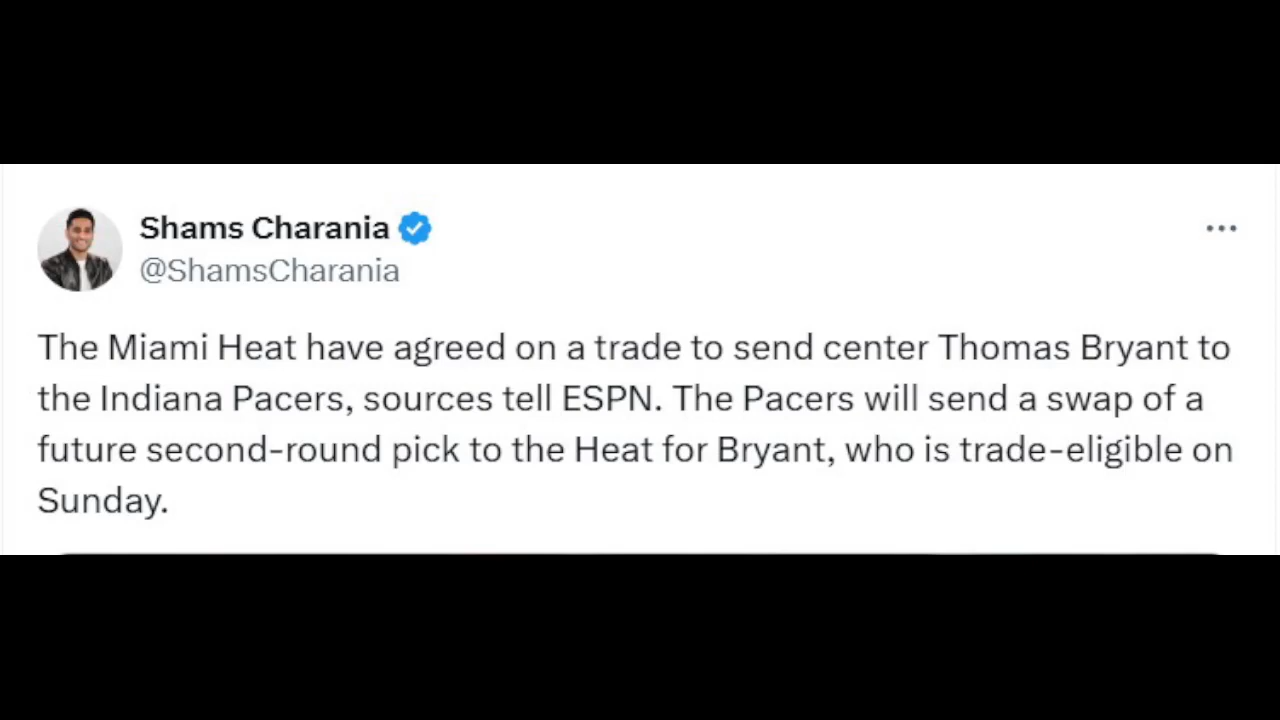 Shams Charania
@ShamsCharania
The Miami Heat have agreed on a trade to send center Thomas Bryant to
the Indiana Pacers, sources tell ESPN. The Pacers will send a swap of a
future second-round pick to the Heat for Bryant, who is trade-eligible on
Sunday.